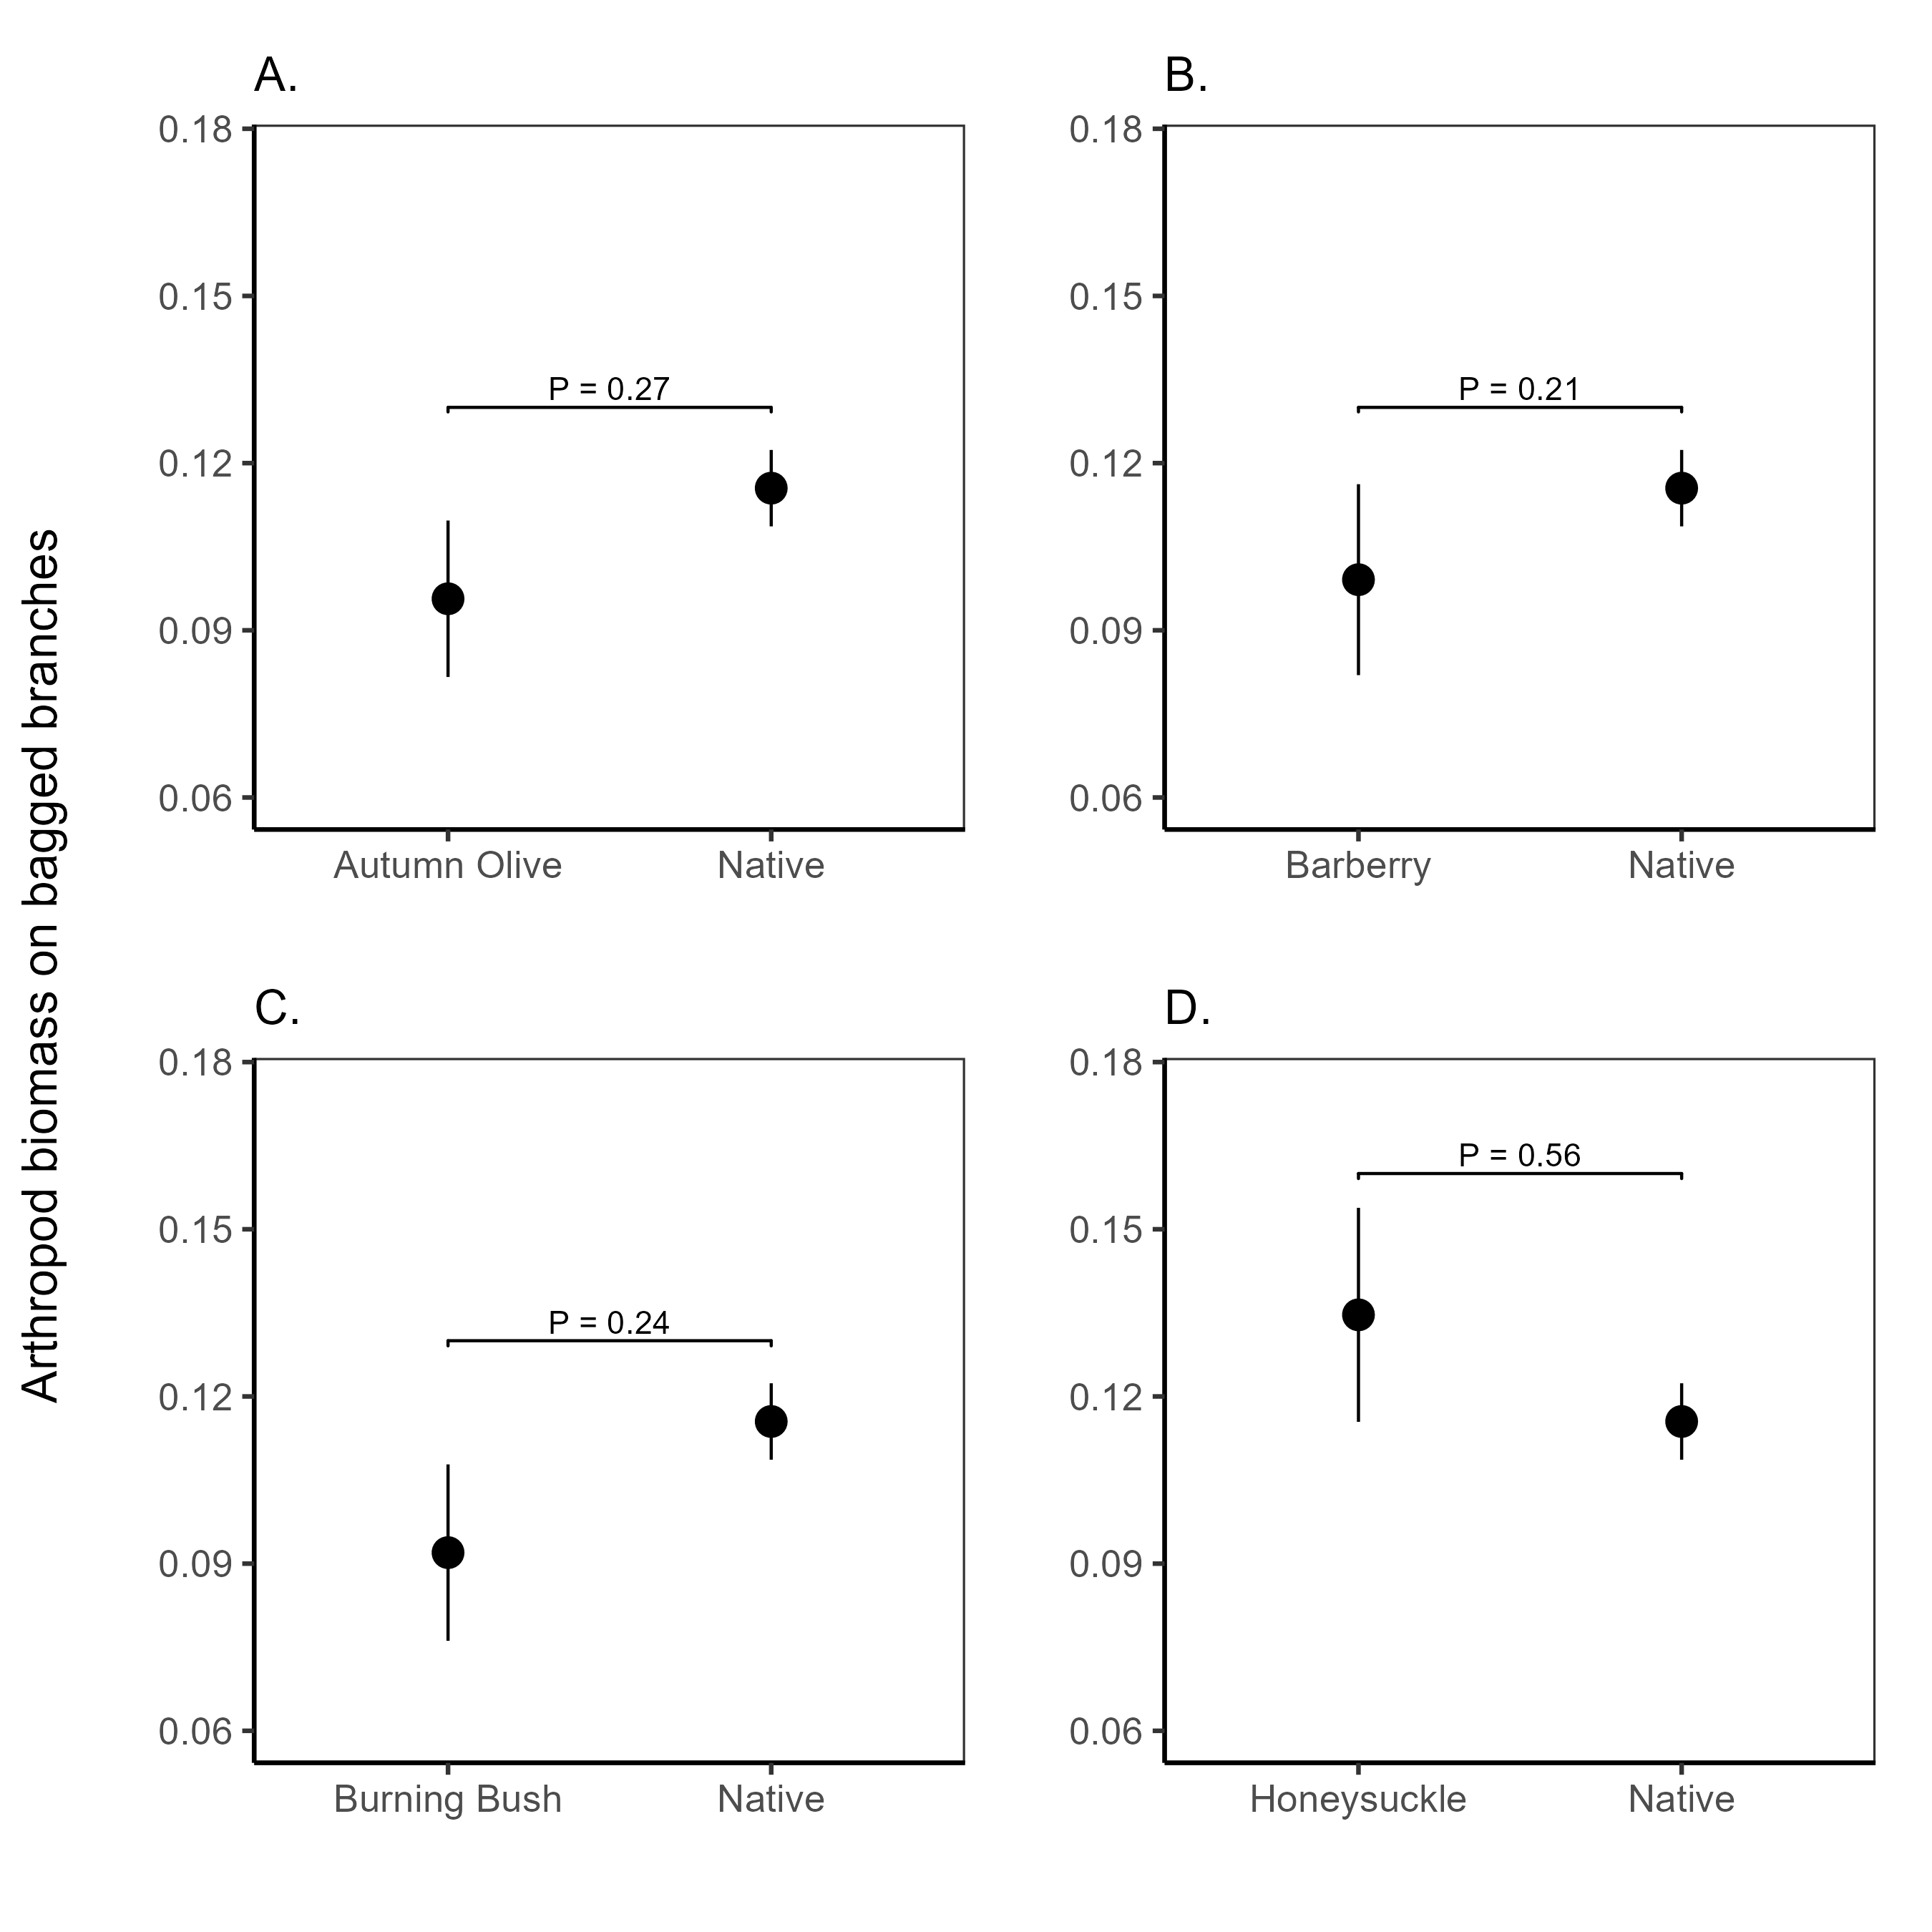 Arthropod biomass on bagged branches
A.
0.18
0.15
0.12
0.09
0.06
P = 0.27
Autumn Olive
Native
B.
0.18
0.15
0.12
0.09
0.06
P = 0.21
Barberry
Native
C.
0.18
0.15
0.12
0.09
0.06
P = 0.24
Burning Bush
Native
D.
0.18
0.15
0.12
0.09
0.06
P = 0.56
Honeysuckle
Native